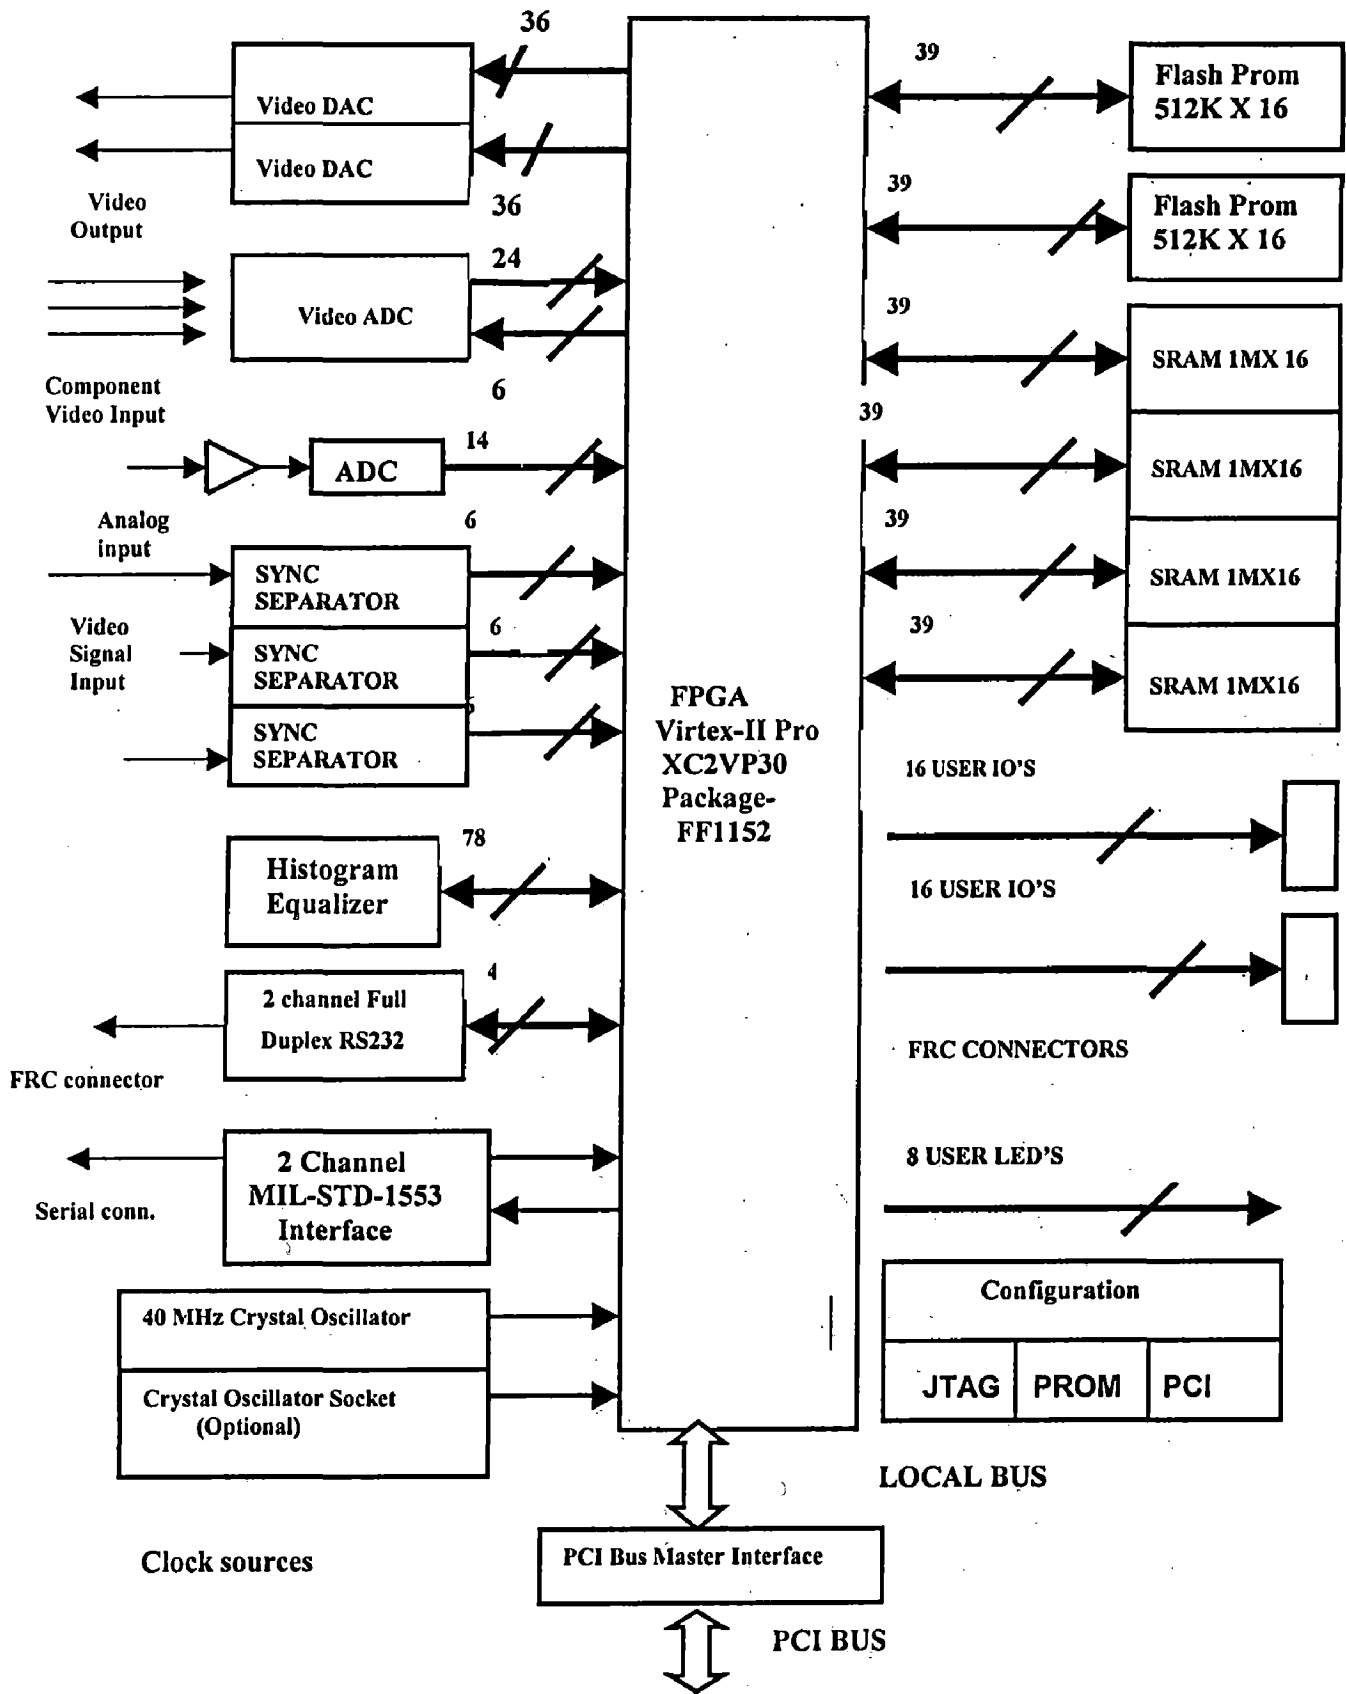 36
Video DAC
Video DAC
Video
Output
36
24
Video ADC
6
Component
Video Input
14
ADC
Analog
input
6
SYNC
SEPARATOR
Video
Signal
Input
6
SYNC
SEPARATOR
SYNC
SEPARATOR
78
Histogram
Equalizer
4
2 channel Full
Duplex RS232
FRC connector
2 Channel
MIL-STD-1553
Interface
Serial conn.
40 MHz Crystal Oscillator
Crystal Oscillator Socket
(Optional)
Clock sources
FPGA
Virtex-II Pro
XC2VP30
Package-
FF1152
39
Flash Prom
512K X 16
39
Flash Prom
512K X 16
39
SRAM 1MX 16
39
SRAM 1MX16
39
SRAM 1MX16
39
SRAM 1MX16
16 USER IO'S
16 USER IO'S
FRC CONNECTORS
8 USER LED'S
Configuration
JTAG PROM PCI
LOCAL BUS
PCI Bus Master Interface
PCI BUS